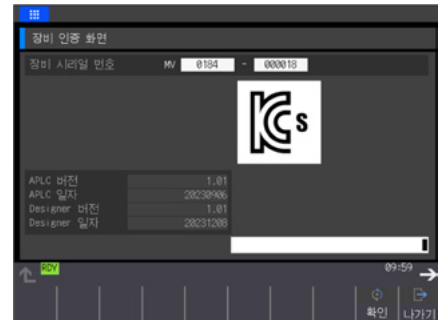 장비 인증 화면
장비 시리얼 번호 MV 0184 - 000018
KC s
APLC 버전 1.01
APLC 일자 20230906
Designer 버전 1.01
Designer 일자 20231208
RDY 09:59
확인 나가기